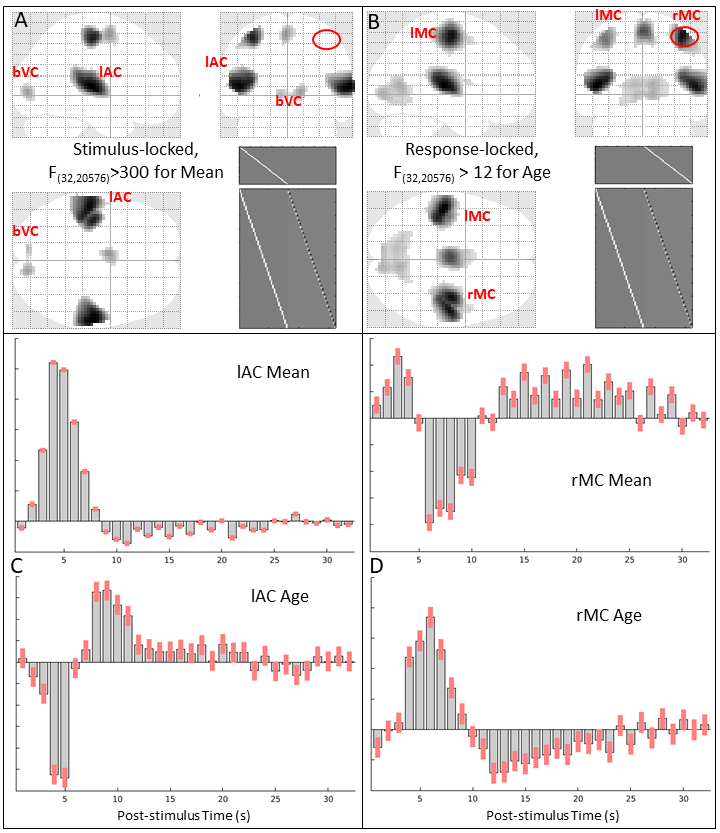 A
bVC
lAC
lAC
bVC
Stimulus-locked,
F(32,20576)>300 for Mean
lAC
bVC
B
lMC
lMC
rMC
Response-locked,
F(32,20576) > 12 for Age
lMC
rMC
lAC Mean
5 10 15 20 25 30
rMC Mean
5 10 15 20 25 30
C
lAC Age
5 10 15 20 25 30
Post-stimulus Time (s)
D
rMC Age
5 10 15 20 25 30
Post-stimulus Time (s)